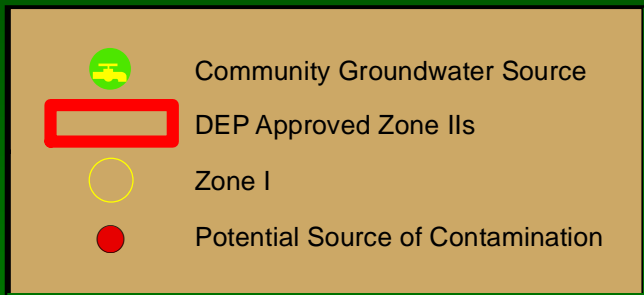 Community Groundwater Source
DEP Approved Zone IIs
Zone I
Potential Source of Contamination